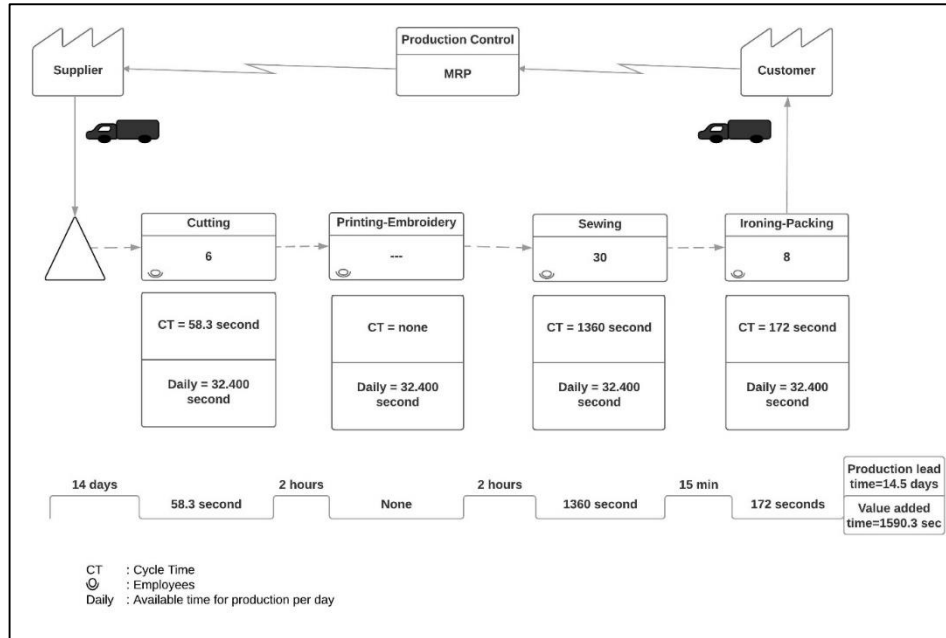 Supplier
Production Control
MRP
Customer
Cutting
6
Printing-Embroidery
---
Sewing
30
Ironing-Packing
8
CT = 58.3 second
CT = none
CT = 1360 second
CT = 172 second
Daily = 32.400
second
Daily = 32.400
second
Daily = 32.400
second
Daily = 32.400
second
14 days
58.3 second
2 hours
None
2 hours
1360 second
15 min
172 seconds
Production lead
time=14.5 days
Value added
time=1590.3 sec
CT : Cycle Time
: Employees
Daily : Available time for production per day